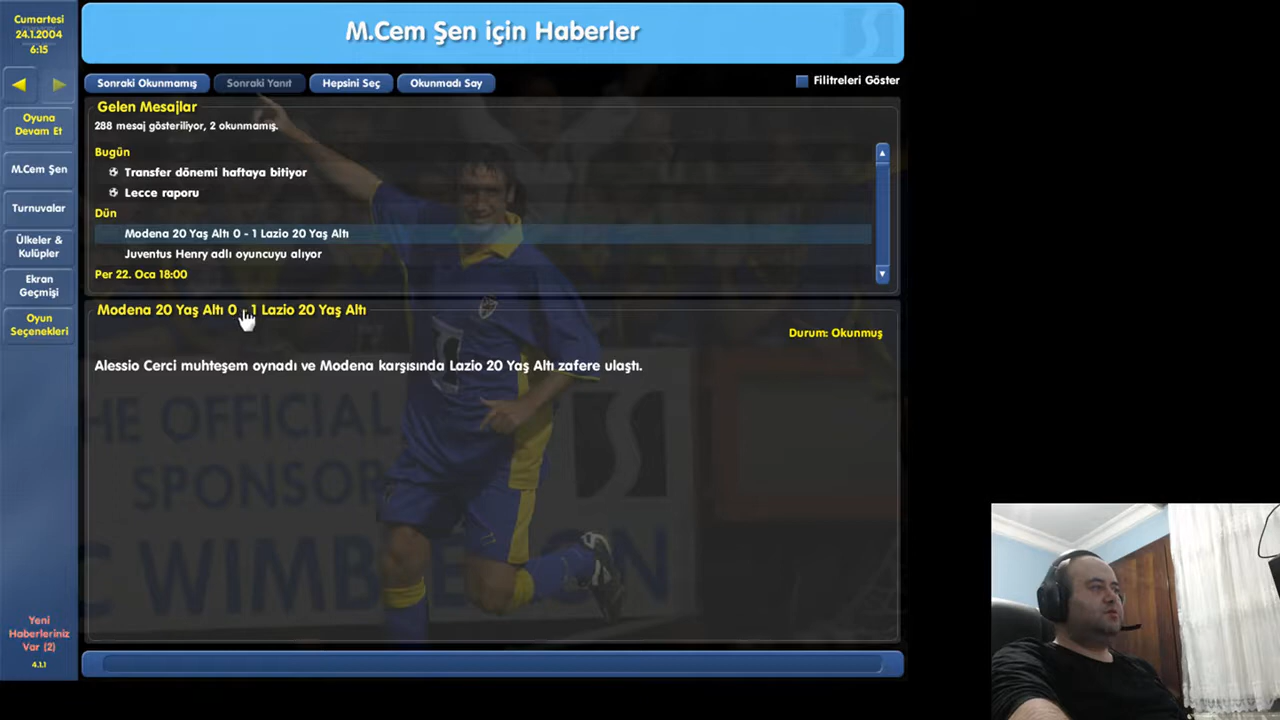 Cumartesi
24.1.2004
6:15
Oyuna
Devam Et
M.Cem Şen
Turnuvalar
Ülkeler &
Kulüpler
Ekran
Geçmişi
Oyun
Seçenekleri
Yeni
Haberleriniz
Var (2)
4.1.1
M.Cem Şen için Haberler
Sonraki Okunmamış
Sonraki Yanıt
Hepsini Seç
Okunmadı Say
Filitreleri Göster
Gelen Mesajlar
288 mesaj gösteriliyor, 2 okunmamış.
Bugün
Transfer dönemi haftaya bitiyor
Lecce raporu
Dün
Modena 20 Yaş Altı 0 - 1 Lazio 20 Yaş Altı
Juventus Henry adlı oyuncuyu alıyor
Per 22. Oca 18:00
Modena 20 Yaş Altı 0 - 1 Lazio 20 Yaş Altı
Durum: Okunmuş
Alessio Cerci muhteşem oynadı ve Modena karşısında Lazio 20 Yaş Altı zafere ulaştı.
HE OFFICIAL
SPONSOR
C WIMBLEDON